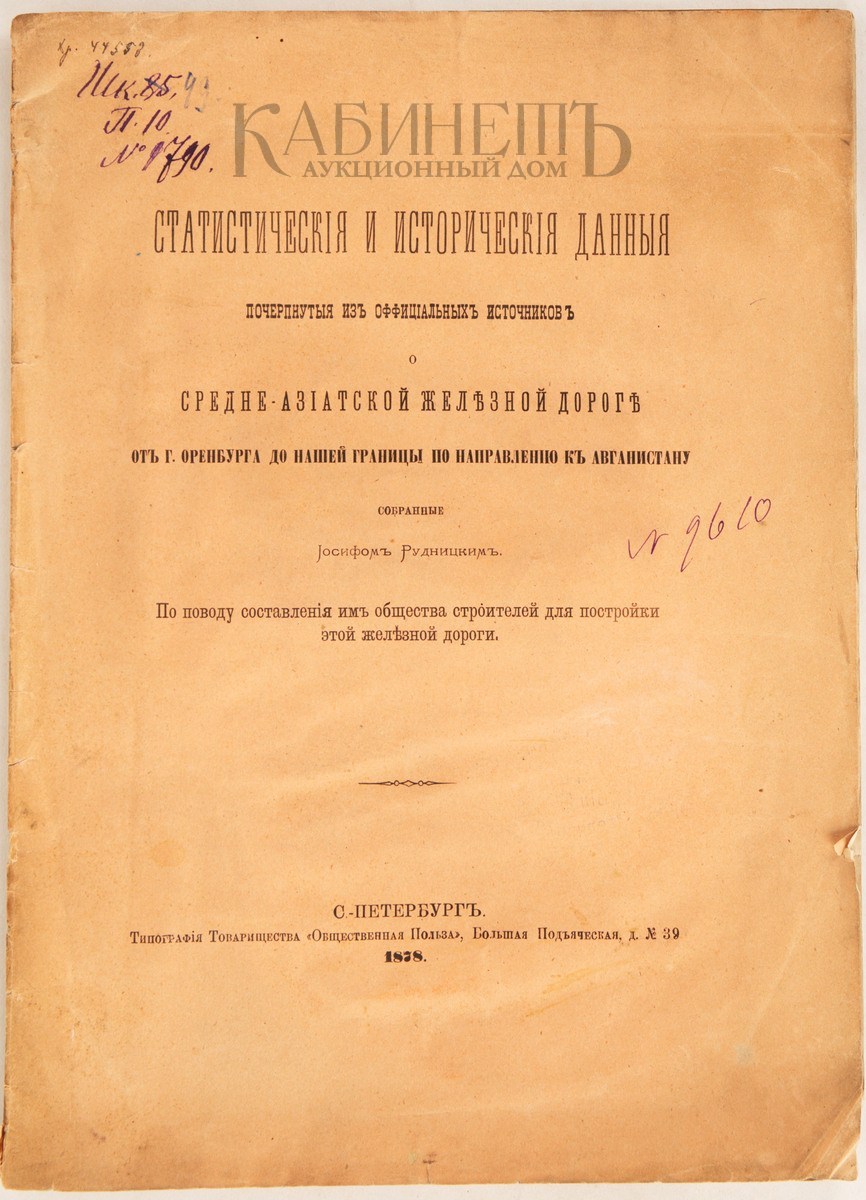 Шк. 85.
П. 10
КАБИНЕТЪ
АУКЦИОННЫЙ ДОМ
СТАТИСТИЧЕСКІЯ И ИСТОРИЧЕСКІЯ ДАННЫЯ
ПОЧЕРПНУТЫЯ ИЗЪ ОФФИЦІАЛЬНЫХЪ ИСТОЧНИКОВЪ
О
СРЕДНЕ-АЗІАТСКОЙ ЖЕЛѢЗНОЙ ДОРОГѢ
ОТЪ Г. ОРЕНБУРГА ДО НАШЕЙ ГРАНИЦЫ ПО НАПРАВЛЕНІЮ КЪ АВГАНИСТАНУ
СОБРАННЫЕ
Іосифомъ Рудницкимъ.
N 9610
По поводу составленія имъ общества строителей для постройки
этой желѣзной дороги.
С.-ПЕТЕРБУРГЪ.
Типографія Товарищества «Общественная Польза», Большая Подъяческая, д. № 39
1878.